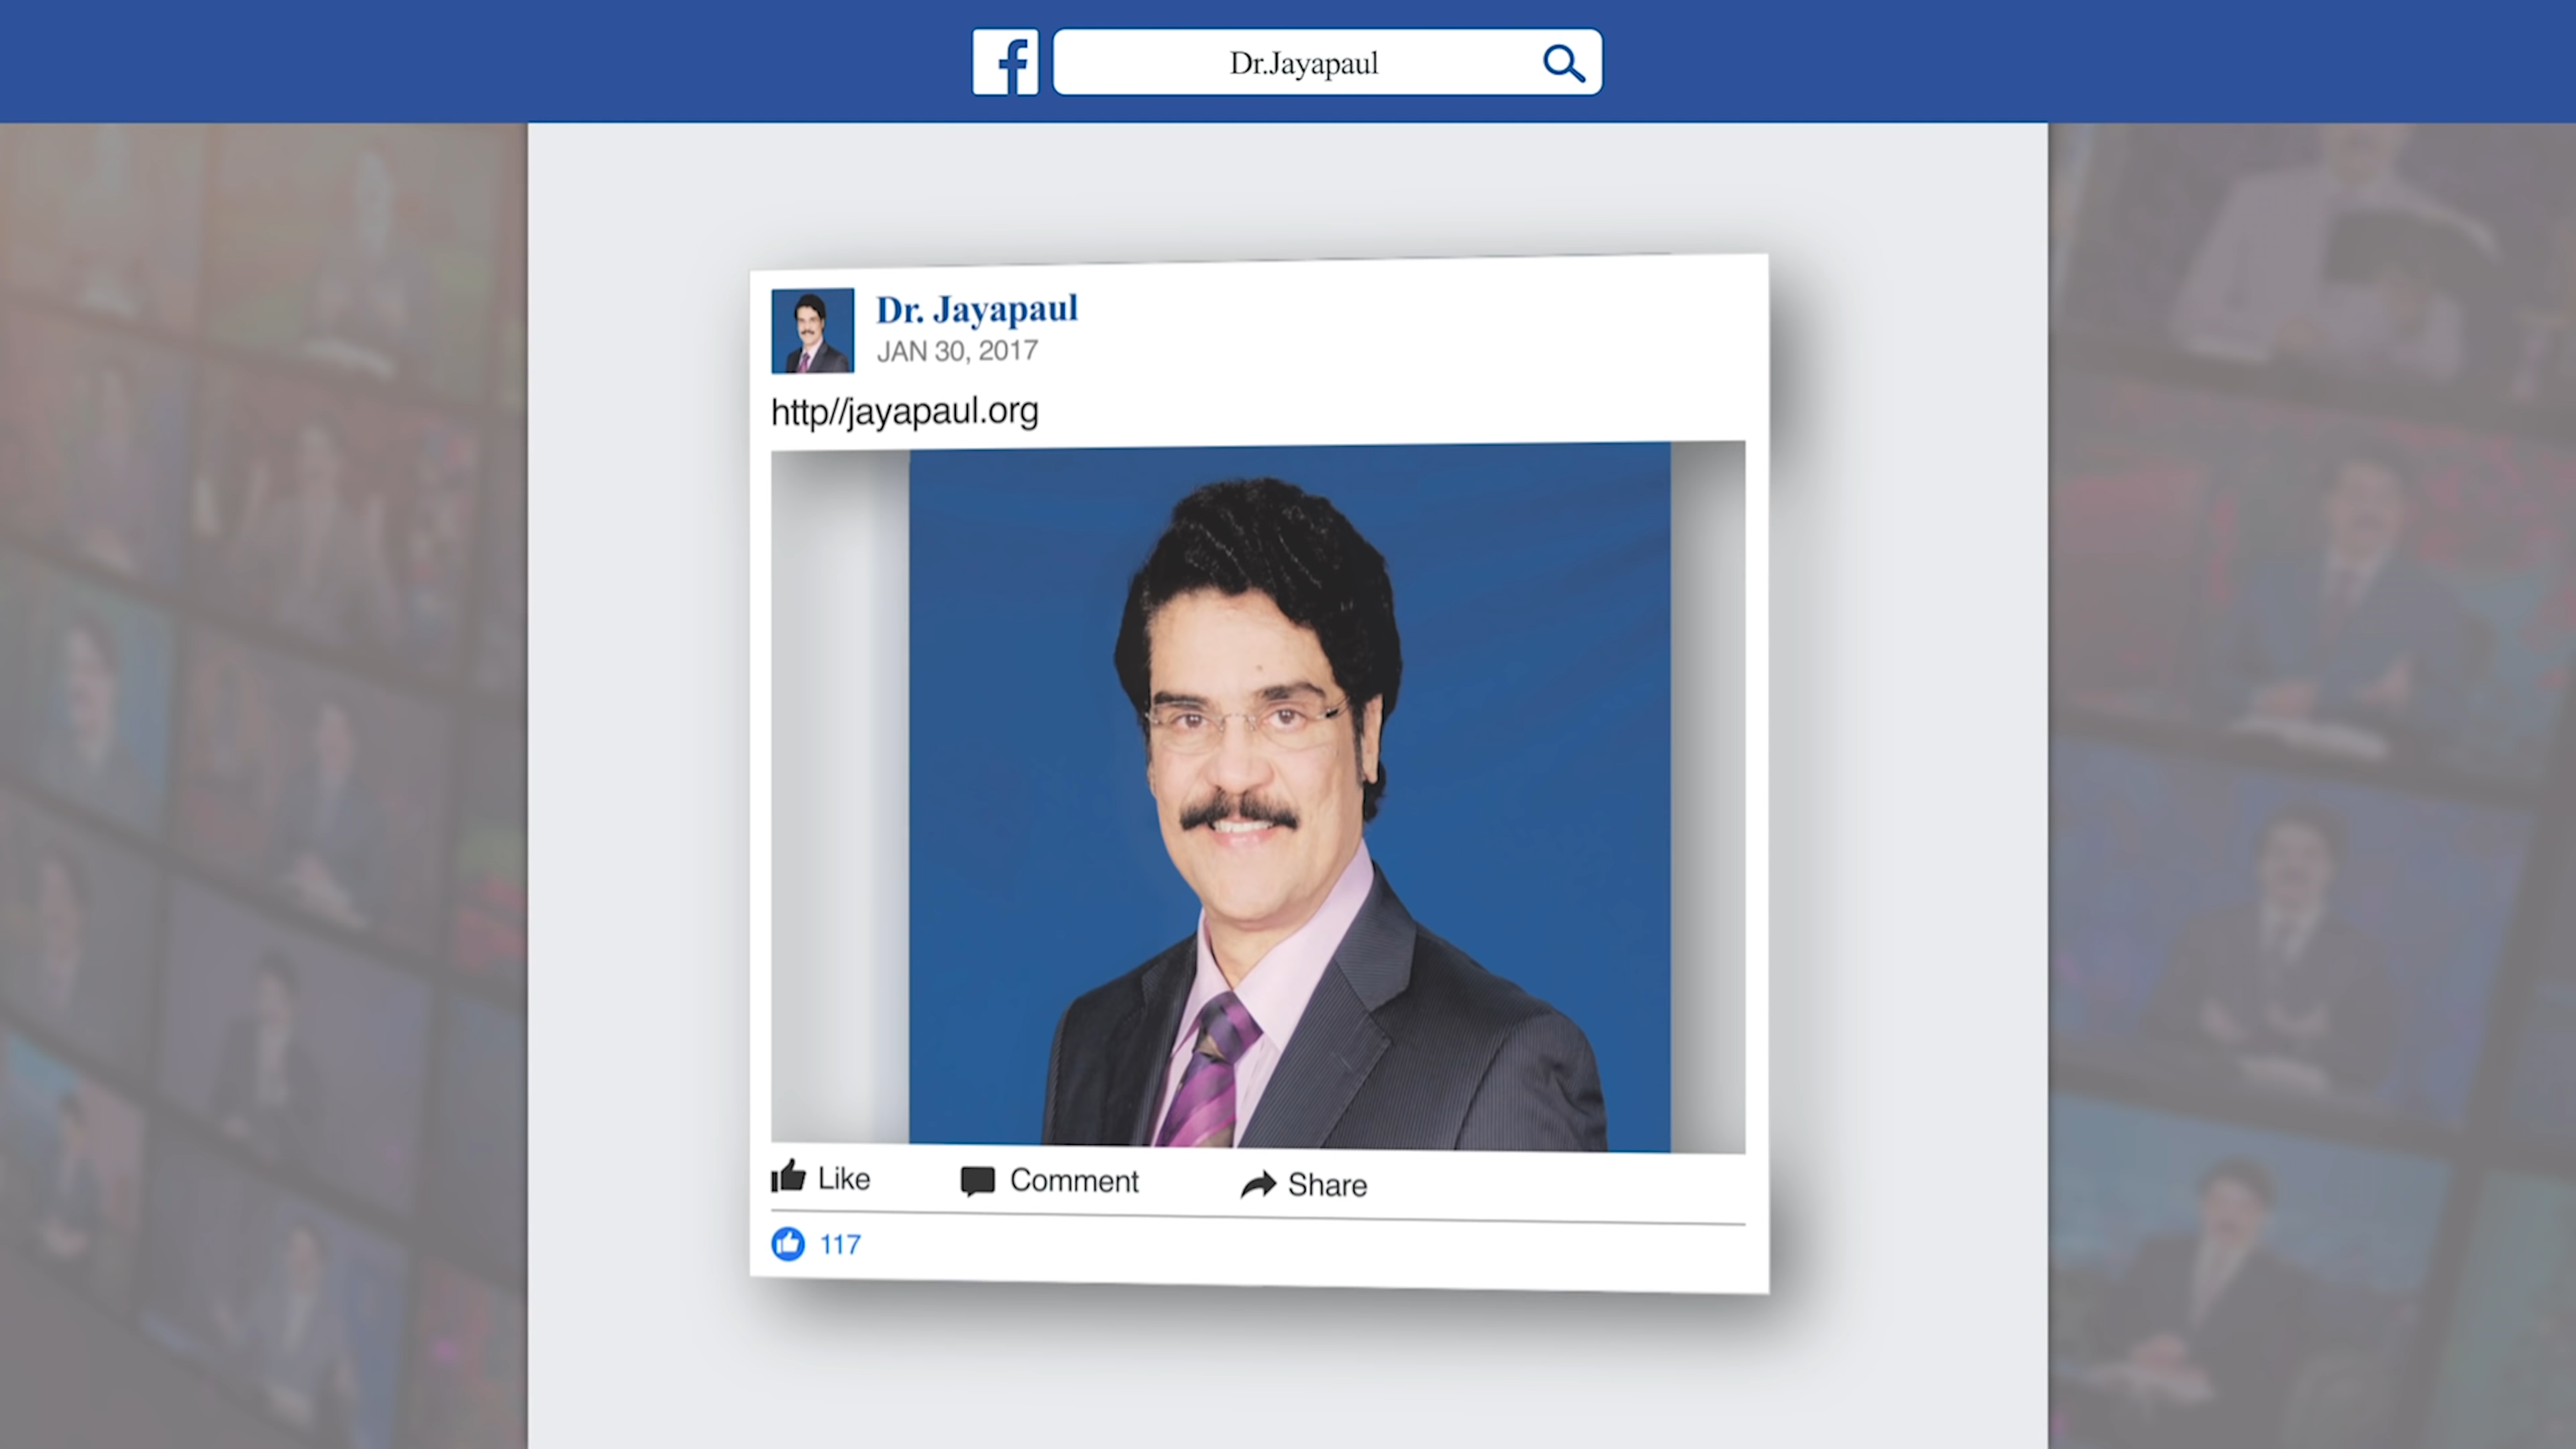 f
Dr.Jayapaul
Dr. Jayapaul
JAN 30, 2017
http//jayapaul.org
Like
Comment
Share
117